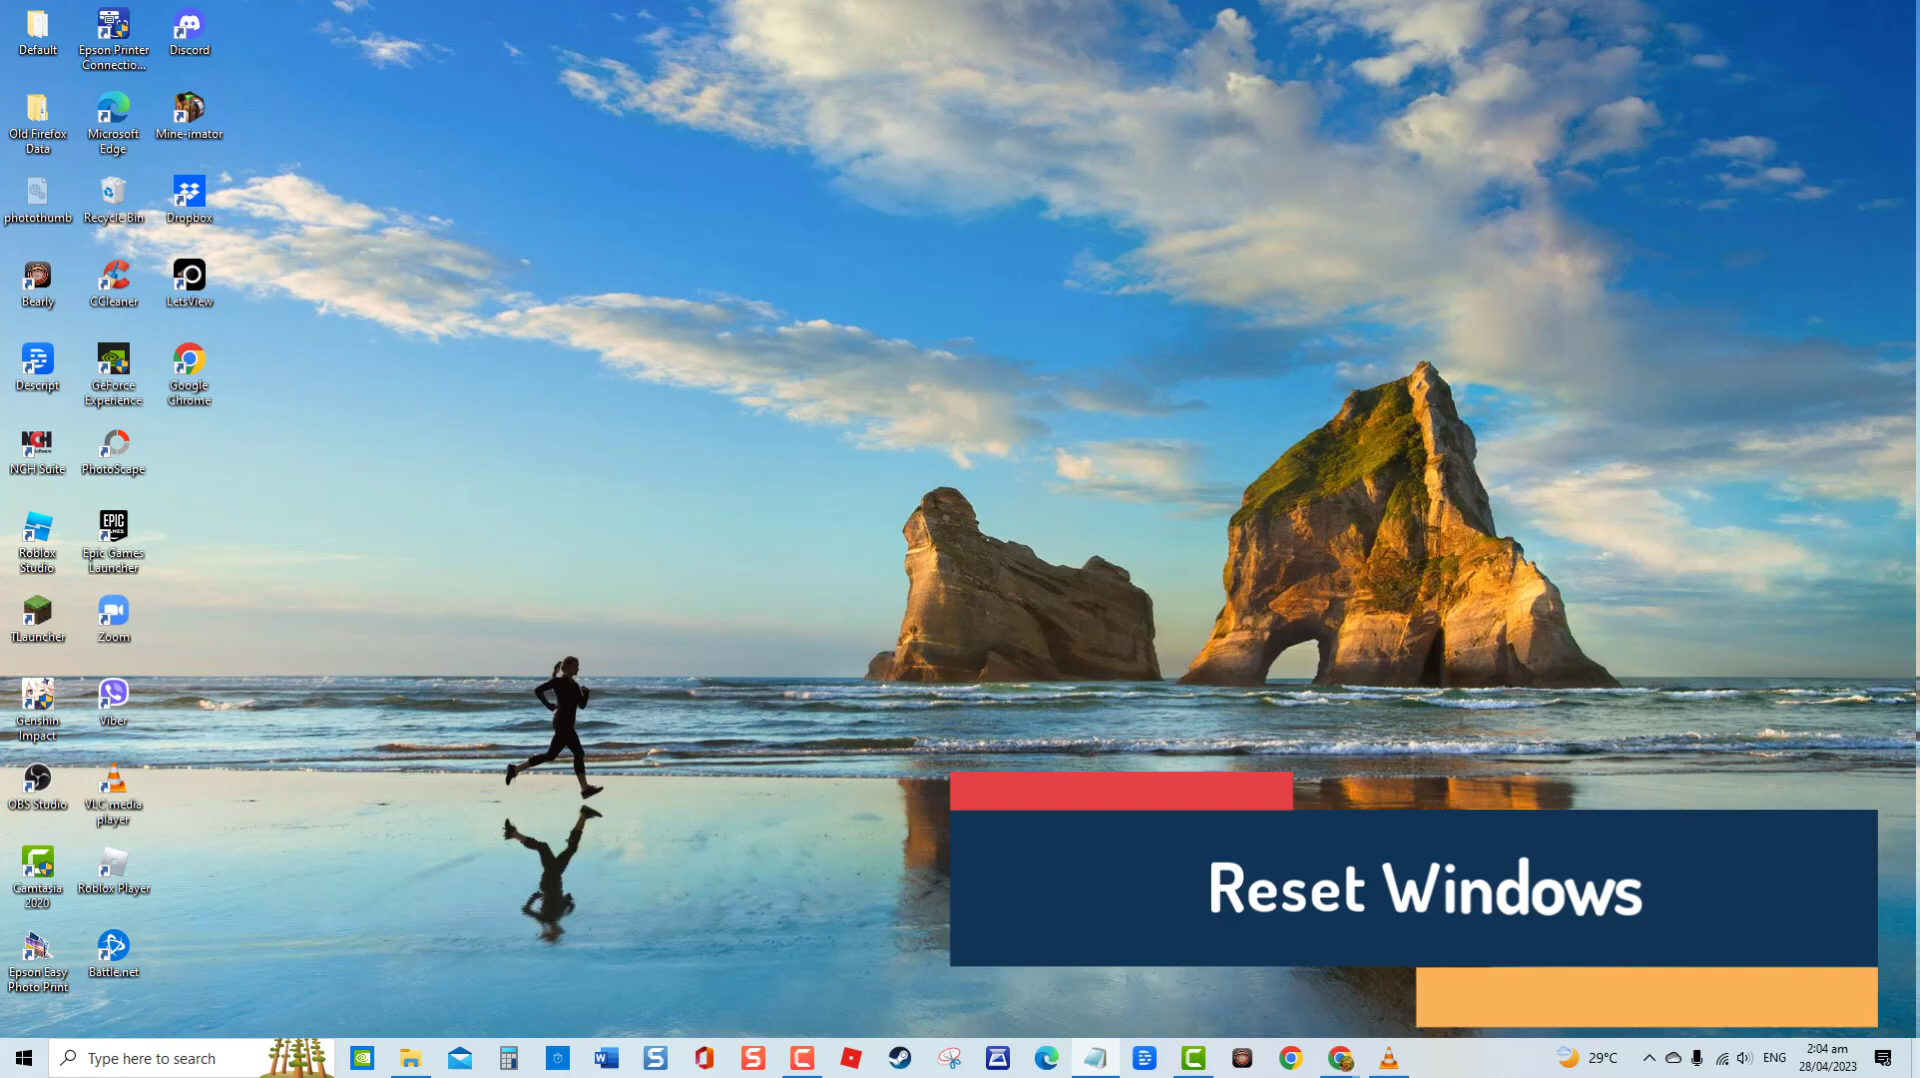 Default
Epson Printer
Connectio...
Discord
Old Firefox
Data
Microsoft
Edge
Mine-imator
photothumb
Recycle Bin
Dropbox
Bearly
CCleaner
LetsView
Descript
GeForce
Experience
Google
Chrome
NCH
NCH Suite
PhotoScape
Roblox
Studio
EPIC
GAMES
Epic Games
Launcher
TLauncher
Zoom
Genshin
Impact
Viber
OBS Studio
VLC media
player
Camtasia
2020
Roblox Player
Epson Easy
Photo Print
Battle.net
Reset Windows
Type here to search
29°C
ENG
2:04 am
28/04/2023